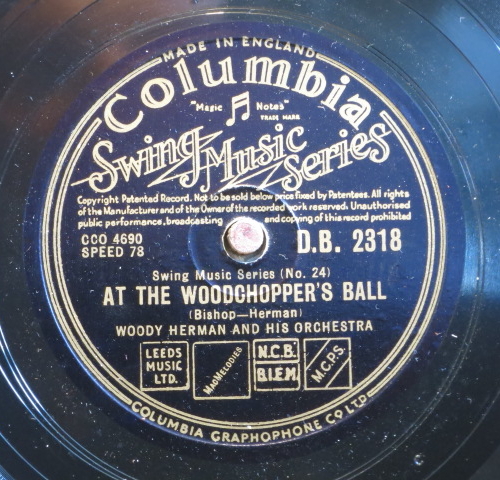 MADE IN ENGLAND
Columbia
"Magic Notes"
TRADE MARK
Swing Music Series
Copyright Patented Record. Not to be sold below price fixed by Patentees. All rights
of the Manufacturer and of the Owner of the recorded work reserved. Unauthorised
public performance, broadcasting and copying of this record prohibited
CCO 4690
SPEED 78
D.B. 2318
Swing Music Series (No. 24)
AT THE WOODCHOPPER'S BALL
(Bishop—Herman)
WOODY HERMAN AND HIS ORCHESTRA
LEEDS
MUSIC
LTD.
MacMelodies
N.C.B.
B.I.E.M.
M.C.P.S.
COLUMBIA GRAPHOPHONE CO LTD.